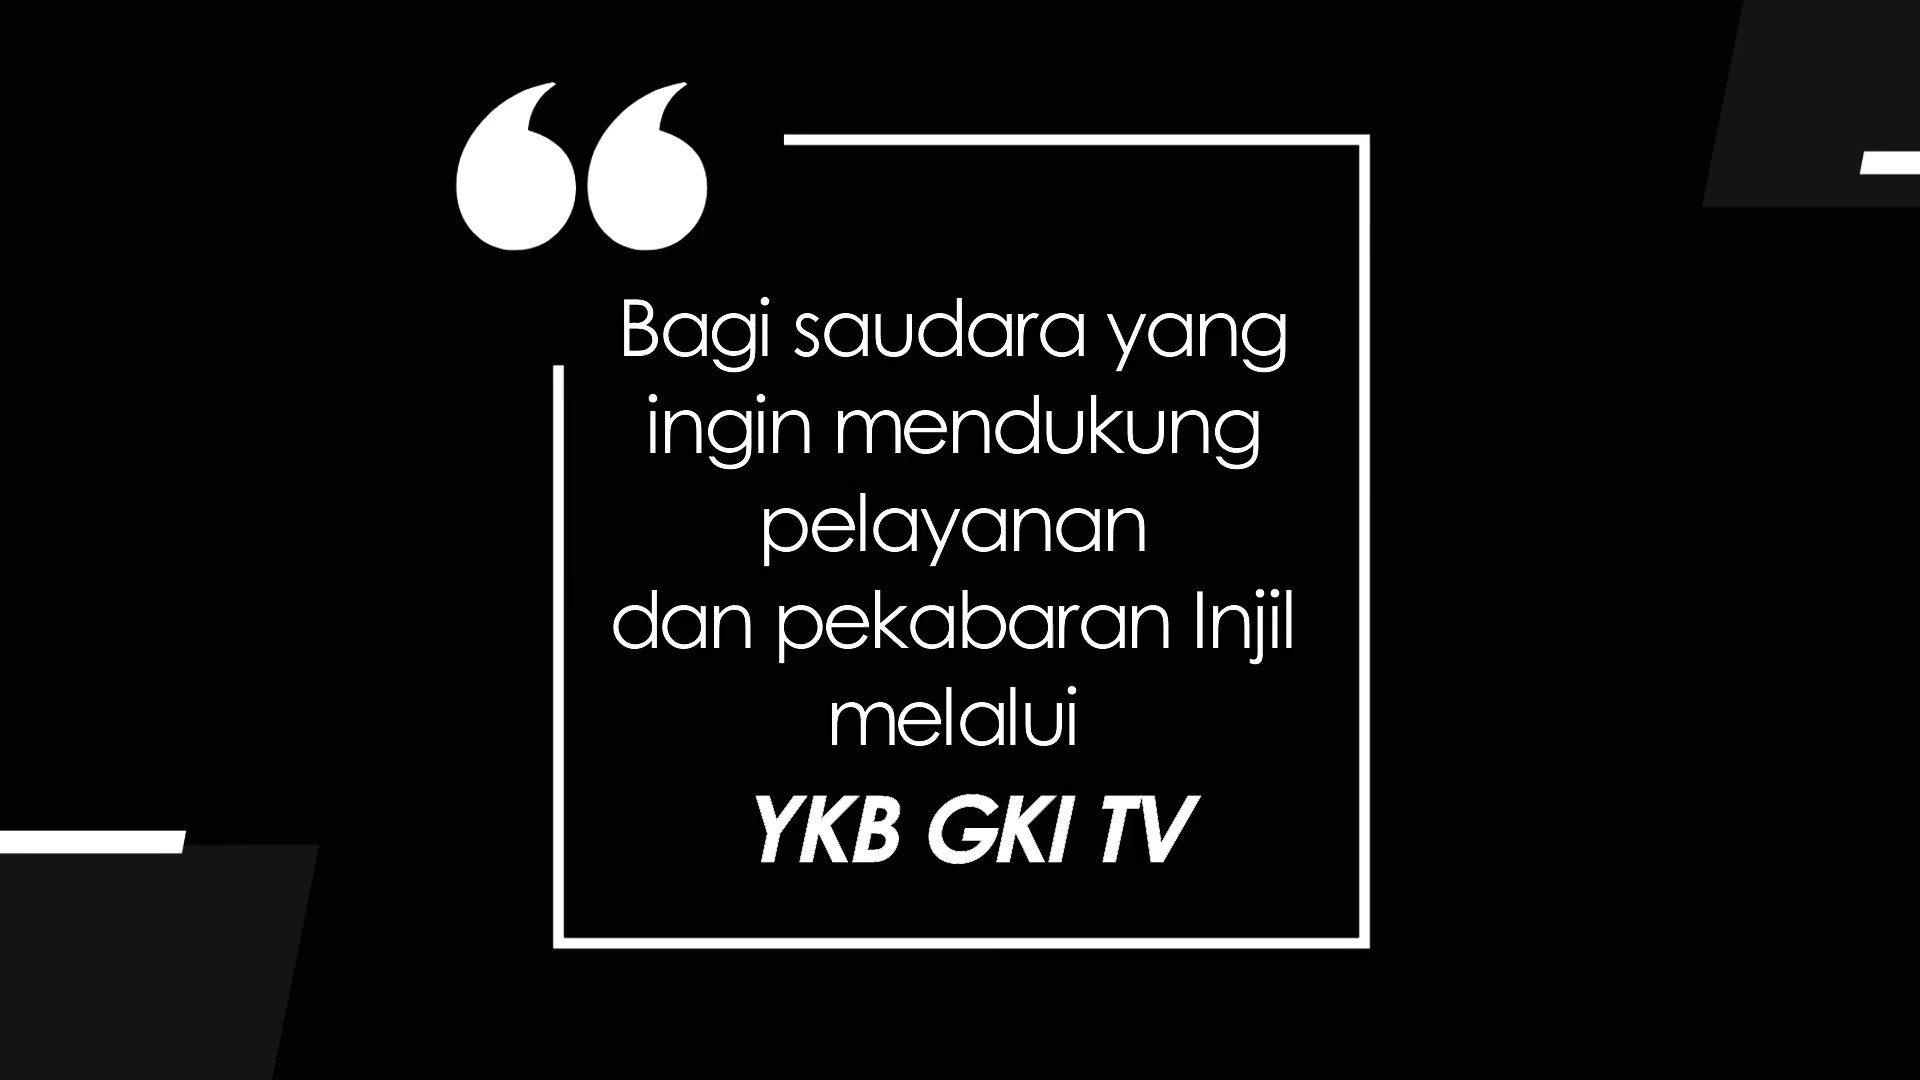 Bagi saudara yang
ingin mendukung
pelayanan
dan pekabaran Injil
melalui
YKB GKI TV